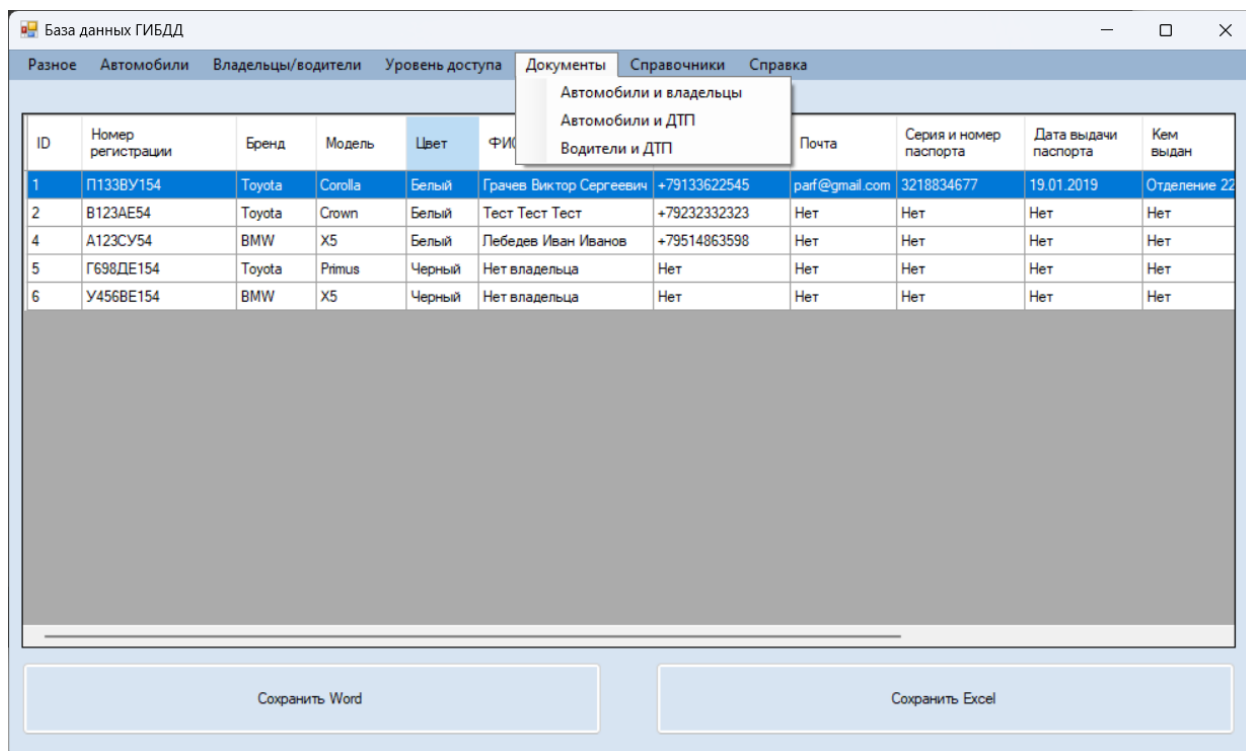 База данных ГИБДД
Разное Автомобили Владельцы/водители Уровень доступа Документы Справочники Справка
Автомобили и владельцы
Автомобили и ДТП
Водители и ДТП
ID Номер регистрации Бренд Модель Цвет Почта Серия и номер паспорта Дата выдачи паспорта Кем выдан
1 П133ВУ154 Toyota Corolla Белый Грачев Виктор Сергеевич +79133622545 parf@gmail.com 3218834677 19.01.2019 Отделение 22
2 В123АЕ54 Toyota Crown Белый Тест Тест Тест +79232332323 Нет Нет Нет Нет
4 А123СУ54 BMW X5 Белый Лебедев Иван Иванов +79514863598 Нет Нет Нет Нет
5 Г698ДЕ154 Toyota Primus Черный Нет владельца Нет Нет Нет Нет Нет
6 У456ВЕ154 BMW X5 Черный Нет владельца Нет Нет Нет Нет Нет
Сохранить Word Сохранить Excel